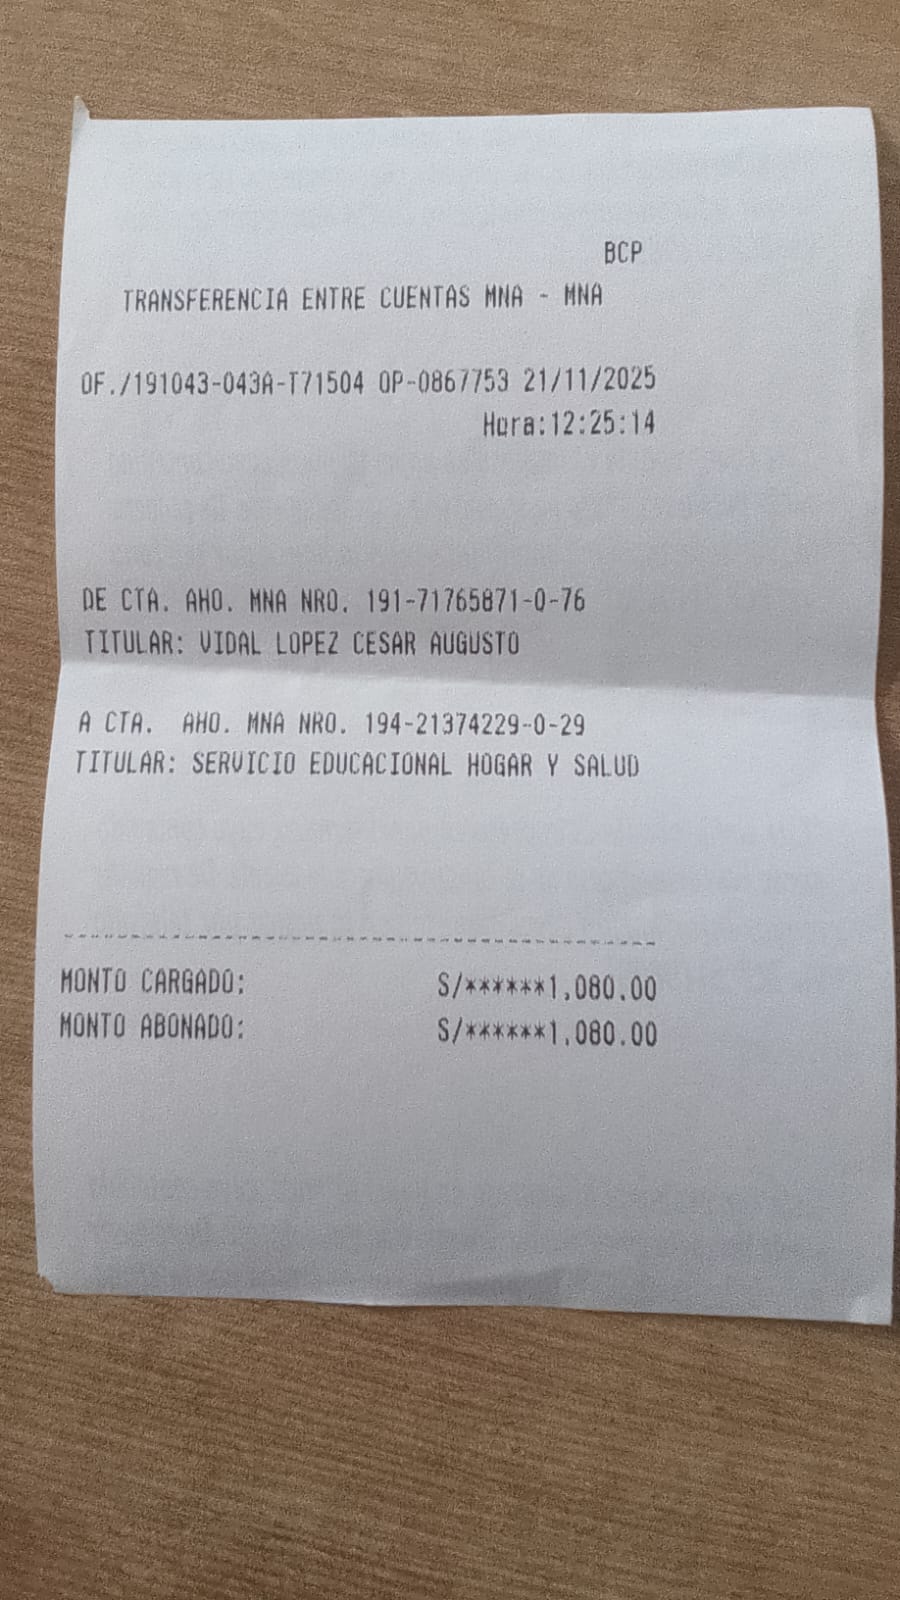 BCP
TRANSFERENCIA ENTRE CUENTAS MNA - MNA
OF./191043-043A-T71504 OP-0867753 21/11/2025
Hora:12:25:14
DE CTA. AHO. MNA NRO. 191-71765871-0-76
TITULAR: VIDAL LOPEZ CESAR AUGUSTO
A CTA. AHO. MNA NRO. 194-21374229-0-29
TITULAR: SERVICIO EDUCACIONAL HOGAR Y SALUD
MONTO CARGADO: S/******1,080.00
MONTO ABONADO: S/******1,080.00